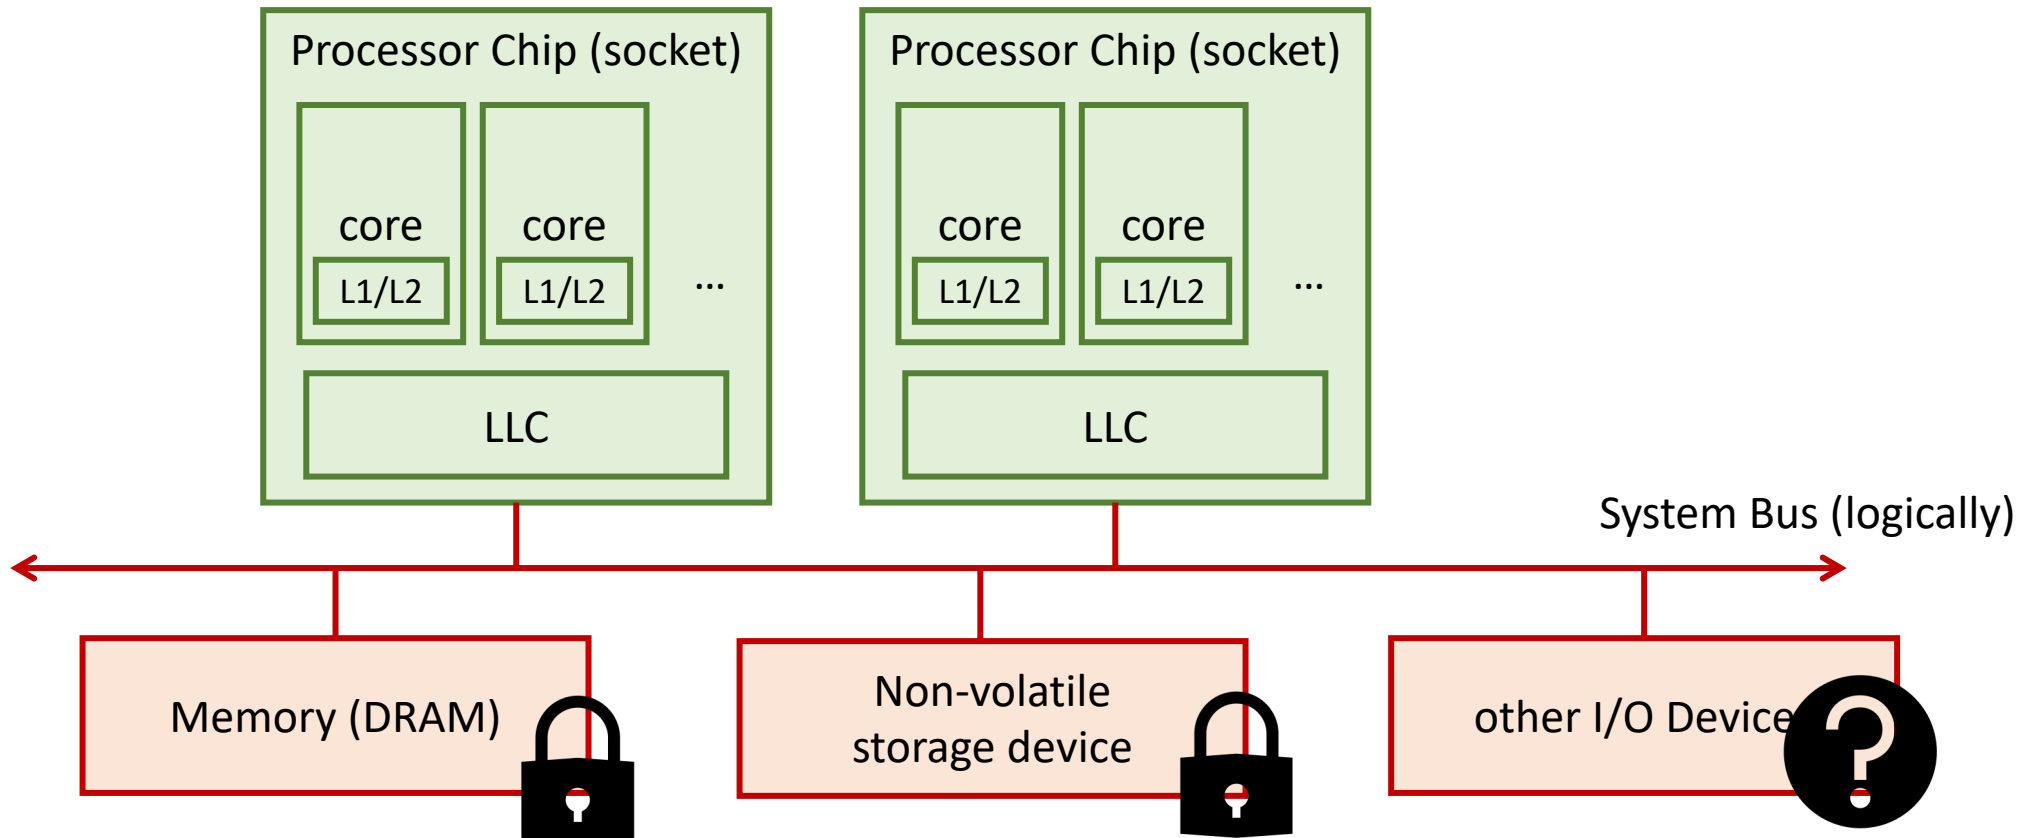 Processor Chip (socket)
core
core
L1/L2
L1/L2
...
LLC
Processor Chip (socket)
core
core
L1/L2
L1/L2
...
LLC
System Bus (logically)
Memory (DRAM)
Non-volatile
storage device
other I/O Device
?